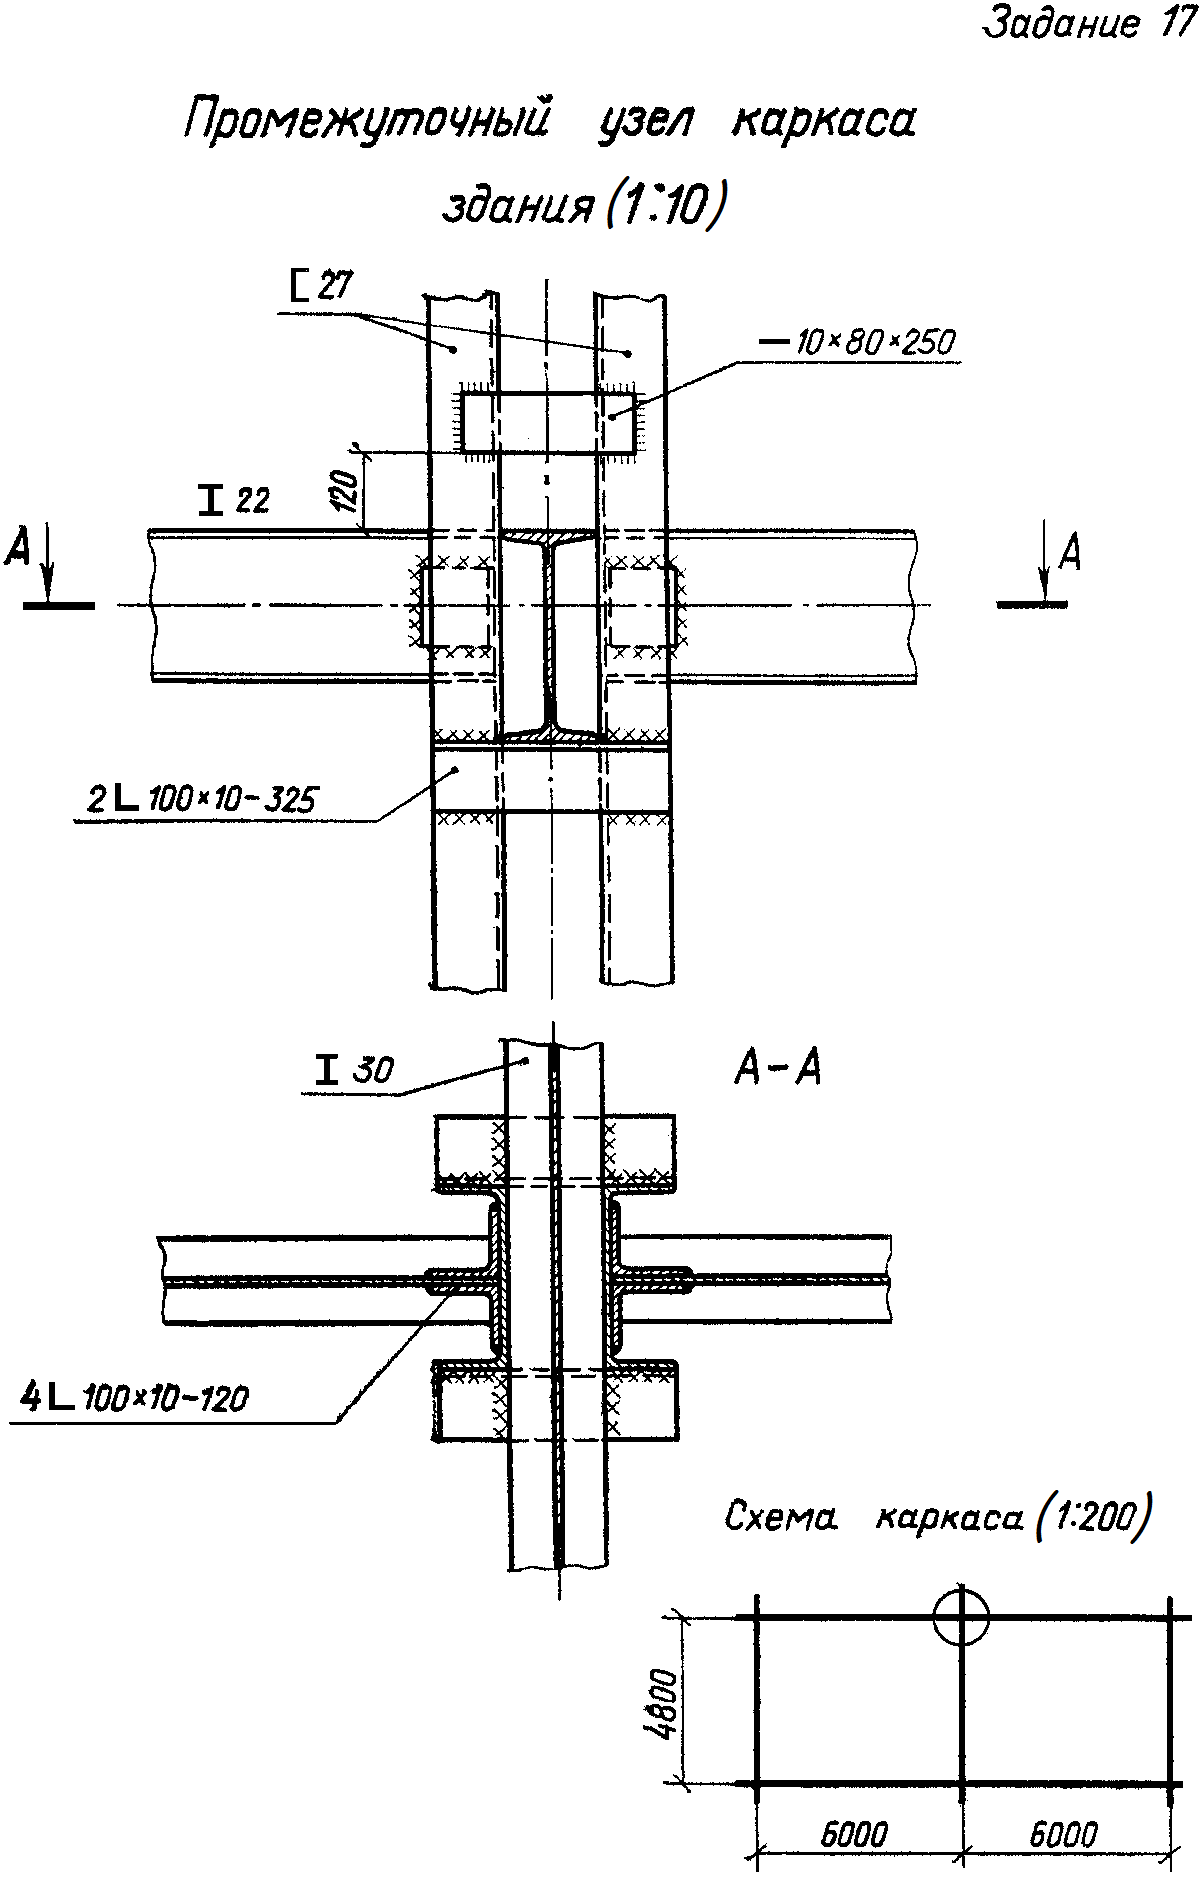 Задание 17
Промежуточный узел каркаса
здания (1:10)
[ 27
— 10×80×250
120
I 22
А
А
2 L 100×10-325
I 30
А-А
4 L 100×10-120
Схема каркаса (1:200)
4800
6000
6000